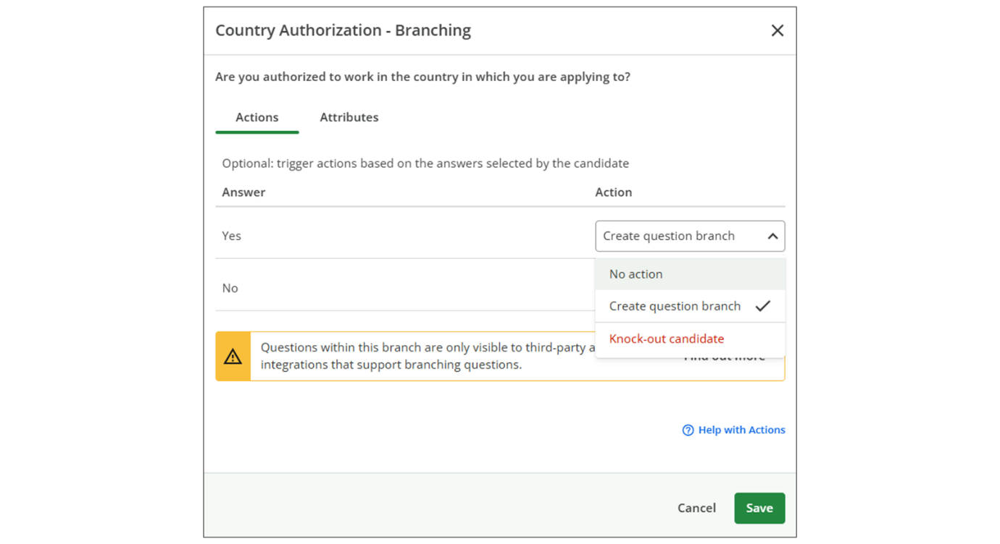 Country Authorization - Branching
Are you authorized to work in the country in which you are applying to?
Actions Attributes
Optional: trigger actions based on the answers selected by the candidate
Answer Action
Yes Create question branch
No action
No
Create question branch
Knock-out candidate
Questions within this branch are only visible to third-party
integrations that support branching questions.
Find out more
Help with Actions
Cancel Save